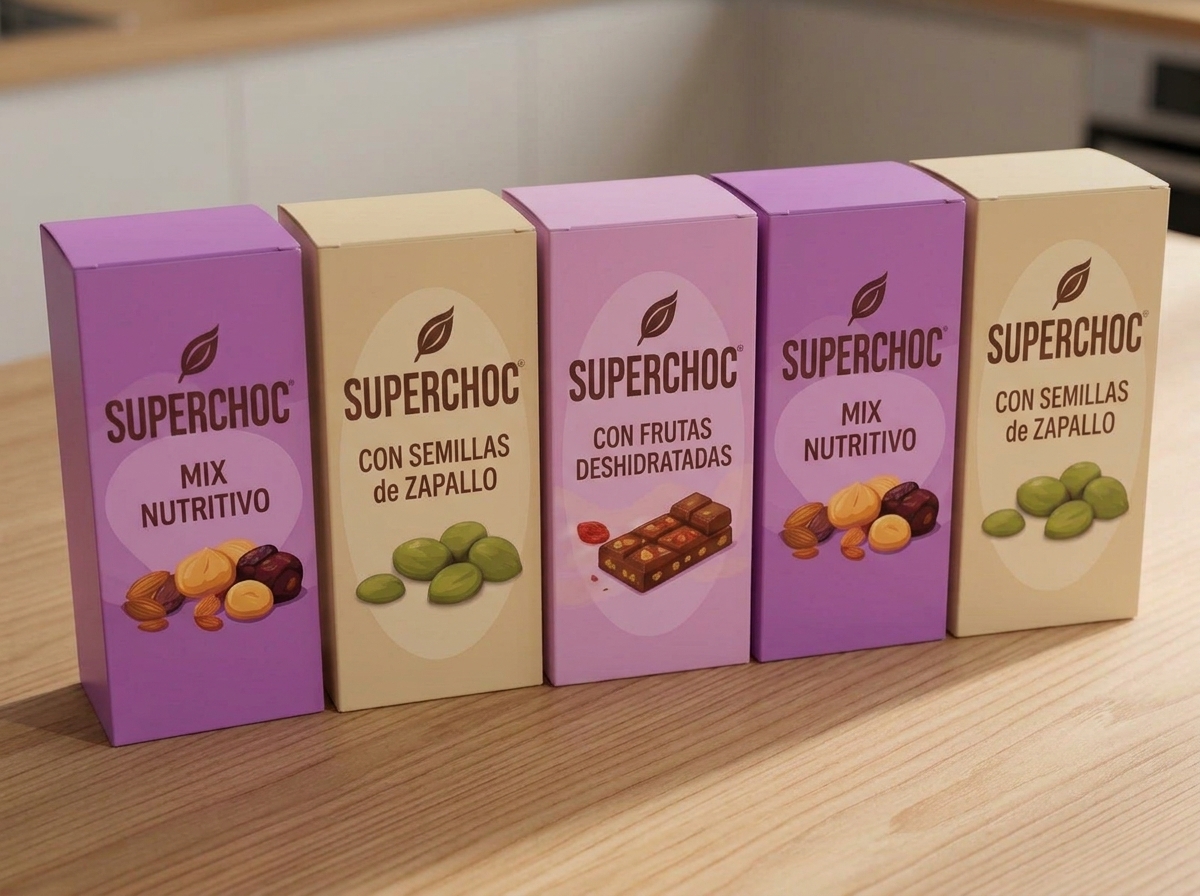 SUPERCHOC®
MIX
NUTRITIVO
SUPERCHOC®
CON SEMILLAS
de ZAPALLO
SUPERCHOC®
CON FRUTAS
DESHIDRATADAS
SUPERCHOC®
MIX
NUTRITIVO
SUPERCHOC®
CON SEMILLAS
de ZAPALLO